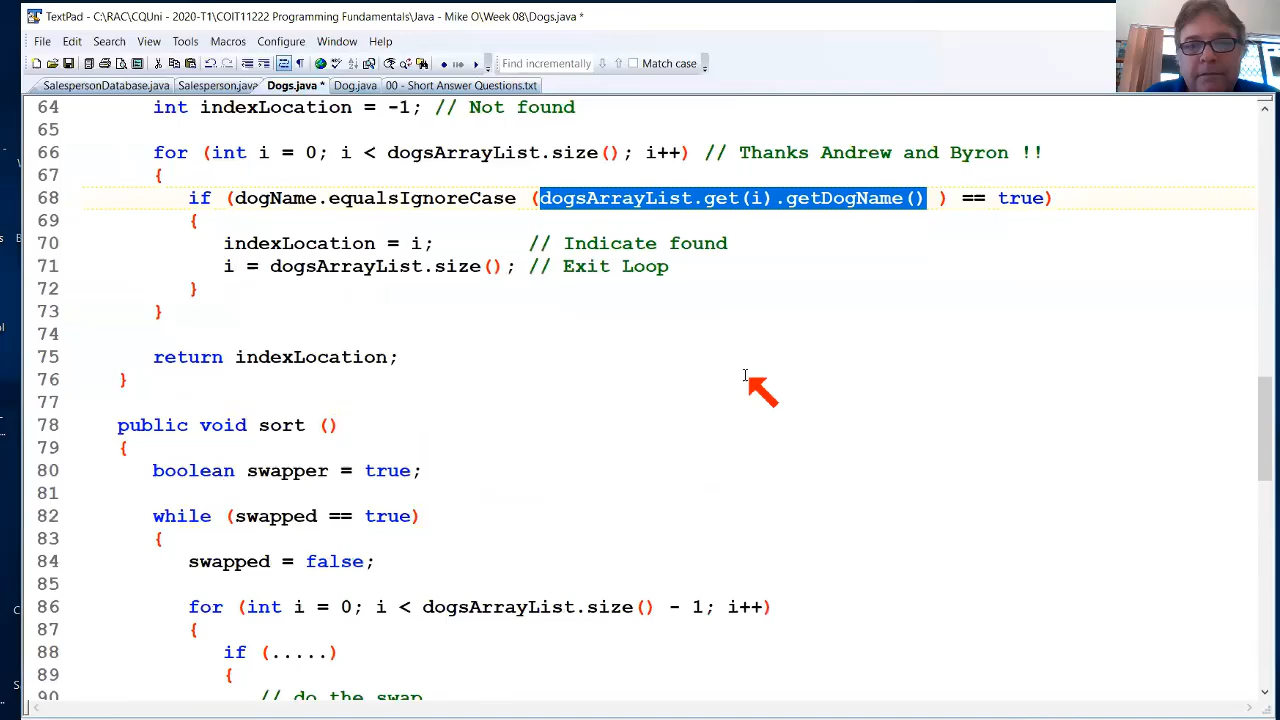 TextPad - C:\RAC\CQUni - 2020-T1\COIT11222 Programming Fundamentals\Java - Mike O\Week 08\Dogs.java *
File Edit Search View Tools Macros Configure Window Help
Find incrementally Match case
SalespersonDatabase.java Salesperson.java Dogs.java * Dog.java 00 - Short Answer Questions.txt
64 int indexLocation = -1; // Not found
65
66 for (int i = 0; i < dogsArrayList.size(); i++) // Thanks Andrew and Byron !!
67 {
68 if (dogName.equalsIgnoreCase (dogsArrayList.get(i).getDogName() ) == true)
69 {
70 indexLocation = i; // Indicate found
71 i = dogsArrayList.size(); // Exit Loop
72 }
73 }
74
75 return indexLocation;
76 }
77
78 public void sort ()
79 {
80 boolean swapper = true;
81
82 while (swapped == true)
83 {
84 swapped = false;
85
86 for (int i = 0; i < dogsArrayList.size() - 1; i++)
87 {
88 if (.....)
89 {
90 // do the swap